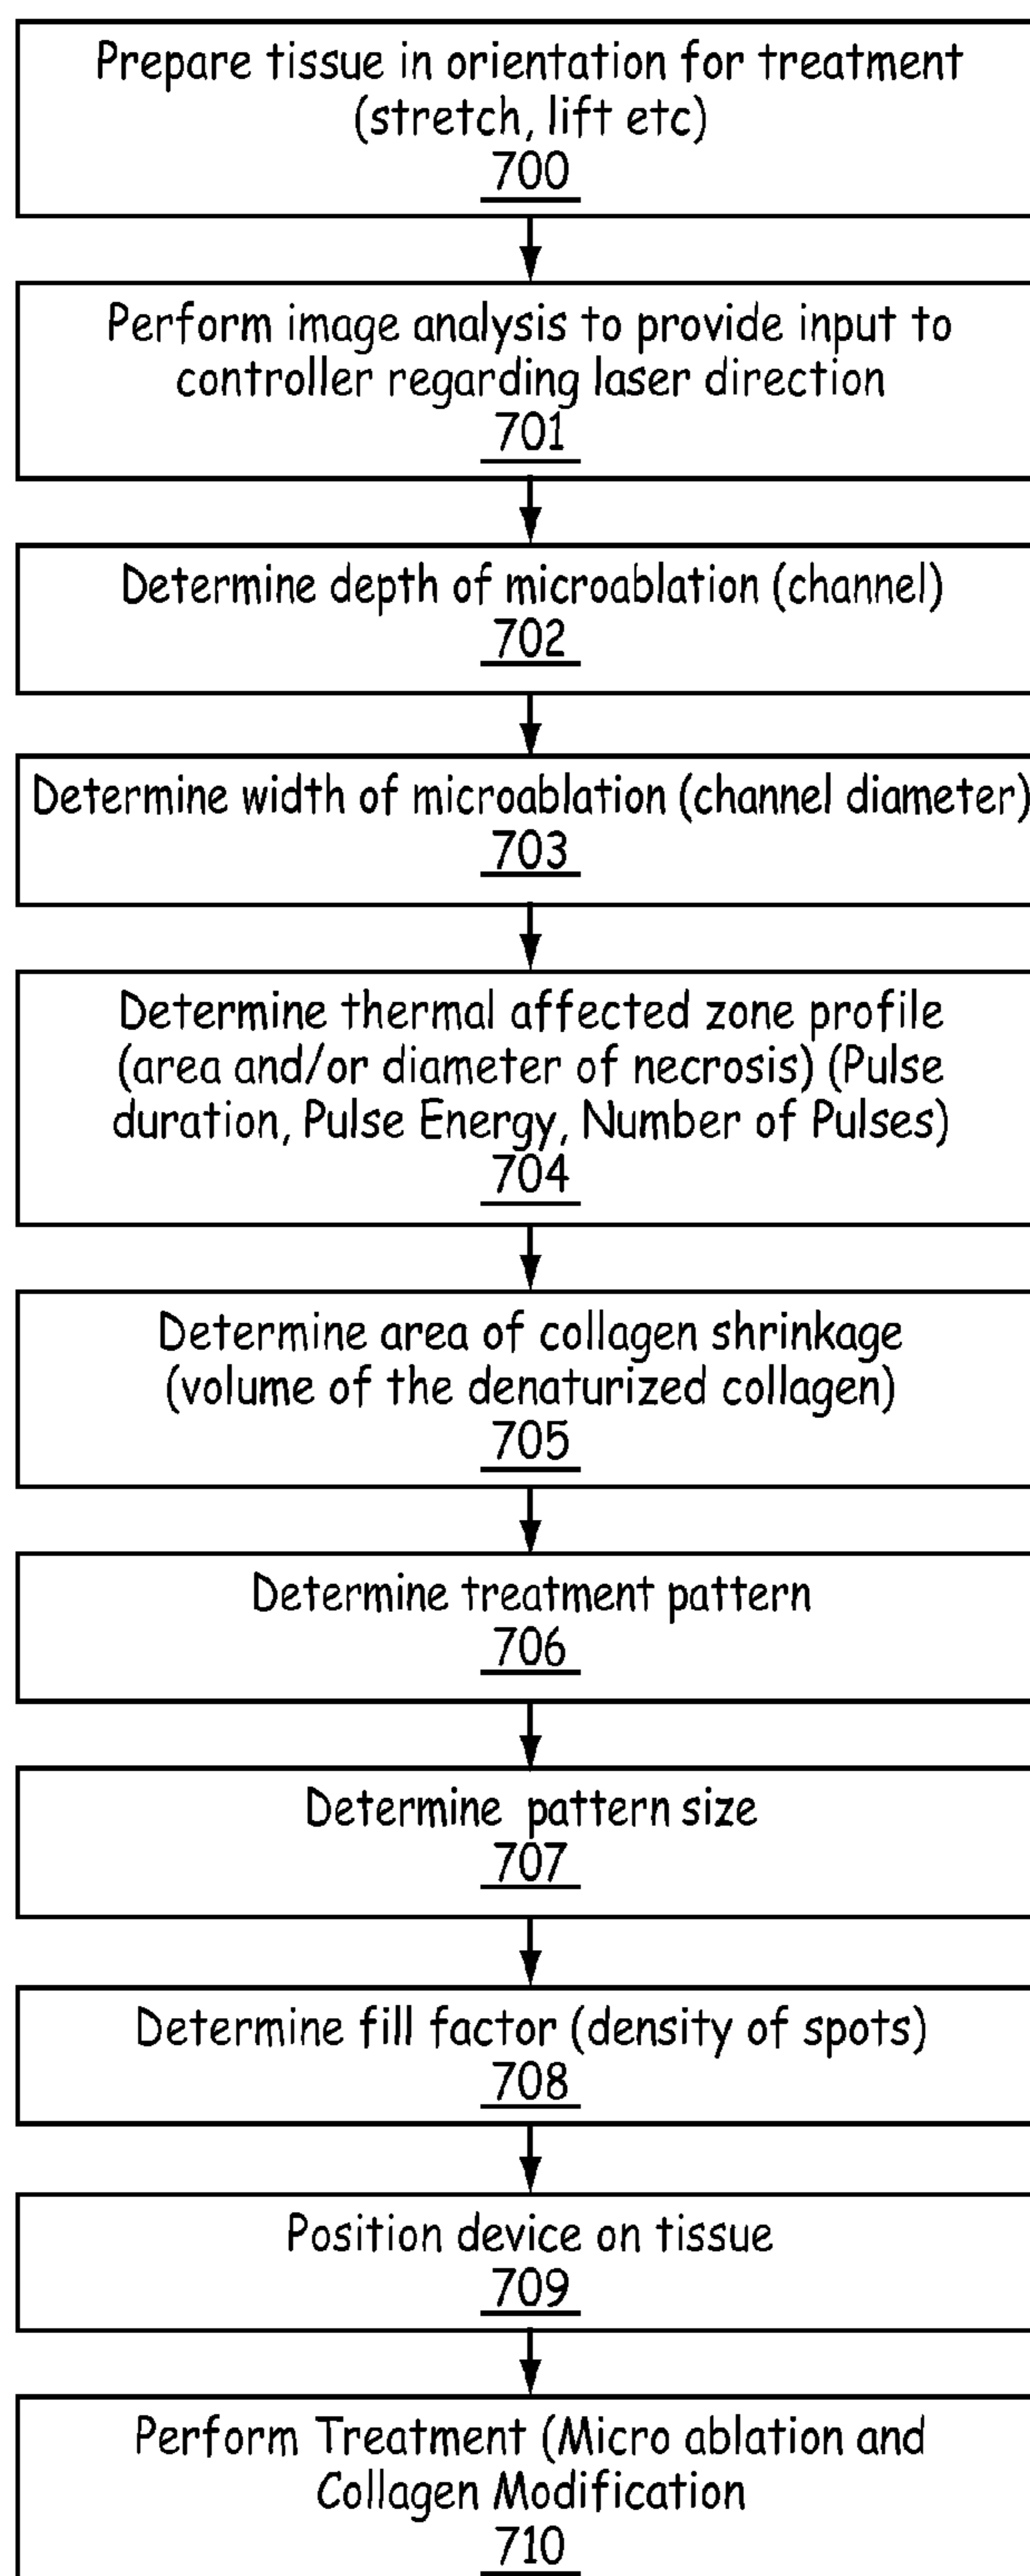 Prepare tissue in orientation for treatment
(stretch, lift etc)
700
Perform image analysis to provide input to
controller regarding laser direction
701
Determine depth of microablation (channel)
702
Determine width of microablation (channel diameter)
703
Determine thermal affected zone profile
(area and/or diameter of necrosis) (Pulse
duration, Pulse Energy, Number of Pulses)
704
Determine area of collagen shrinkage
(volume of the denaturized collagen)
705
Determine treatment pattern
706
Determine pattern size
707
Determine fill factor (density of spots)
708
Position device on tissue
709
Perform Treatment (Micro ablation and
Collagen Modification
710